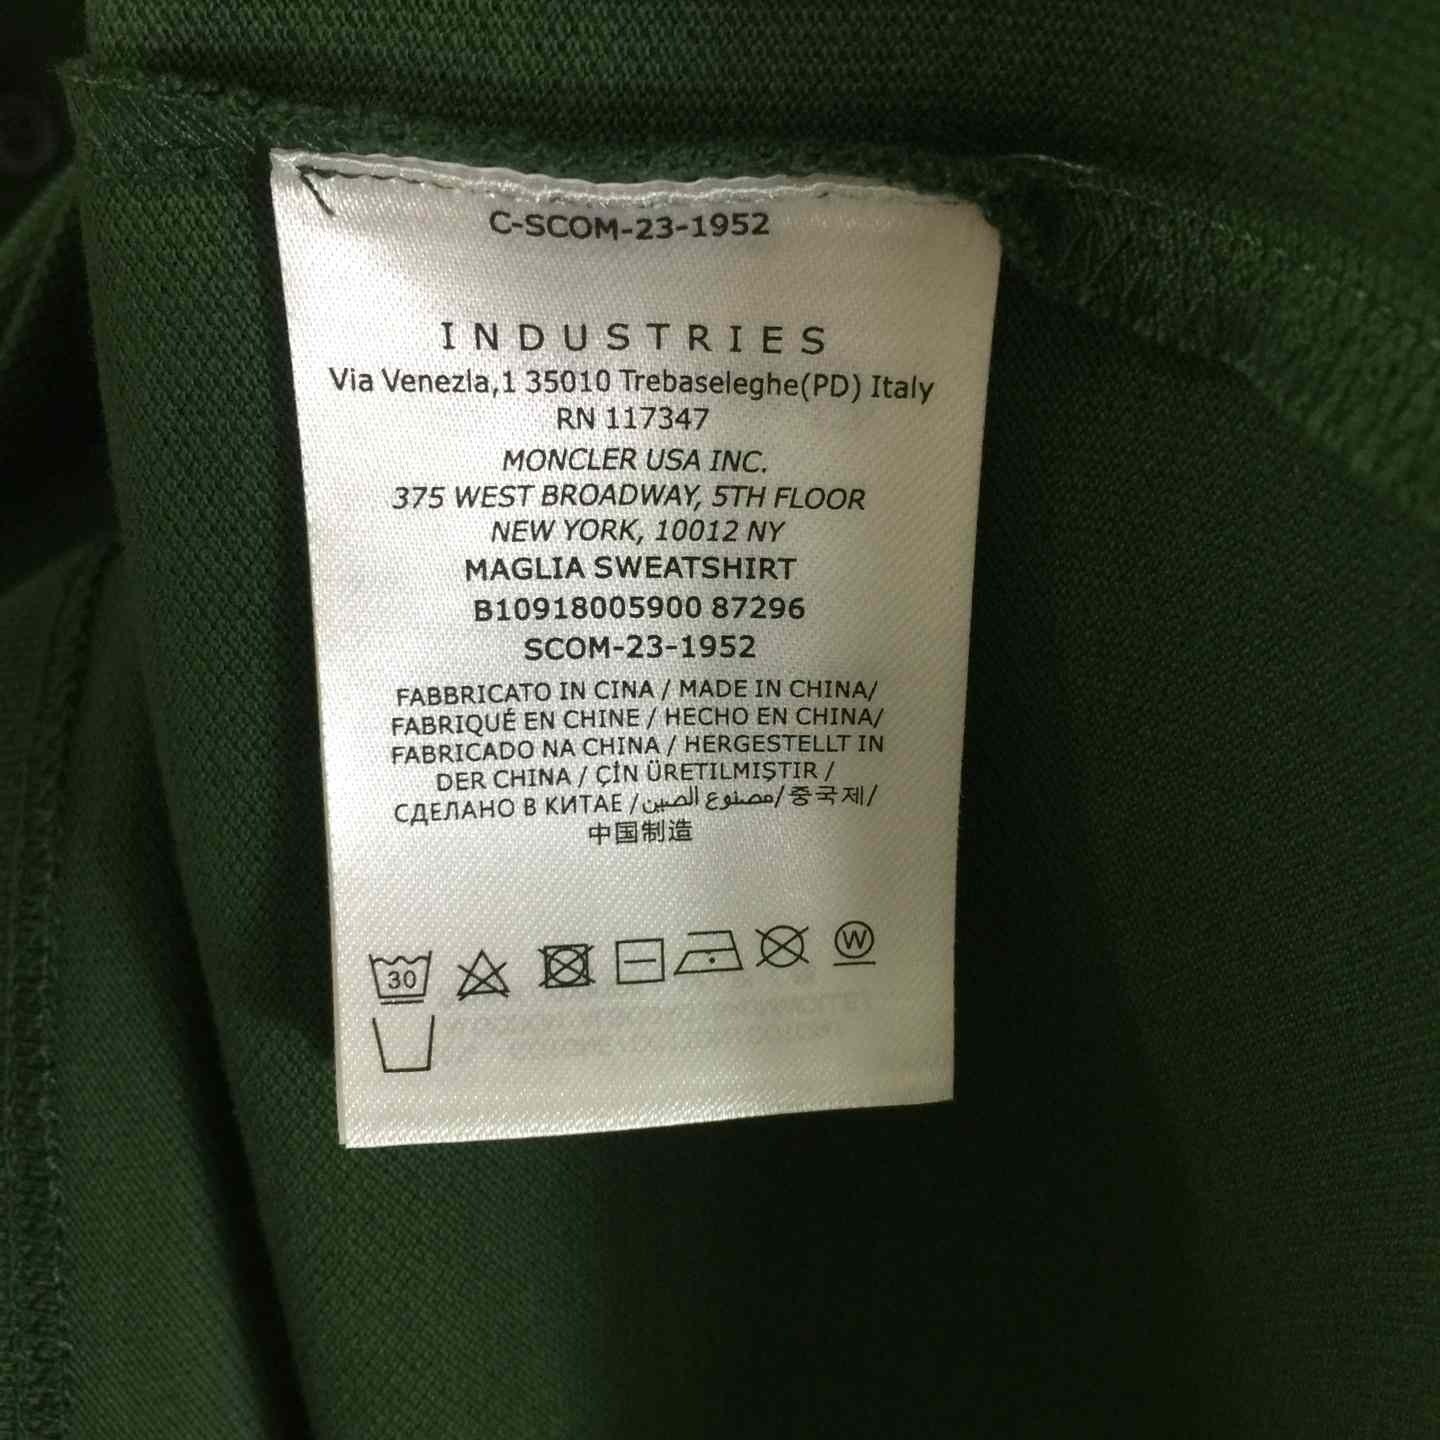 C-SCOM-23-1952
INDUSTRIES
Via Venezla,1 35010 Trebaseleghe(PD) Italy
RN 117347
MONCLER USA INC.
375 WEST BROADWAY, 5TH FLOOR
NEW YORK, 10012 NY
MAGLIA SWEATSHIRT
B10918005900 87296
SCOM-23-1952
FABBRICATO IN CINA / MADE IN CHINA/
FABRIQUÉ EN CHINE / HECHO EN CHINA/
FABRICADO NA CHINA / HERGESTELLT IN
DER CHINA / ÇİN ÜRETILMIŞTIR /
СДЕЛАНО В КИТАЕ /مصنوع الصين/중국제/
中国制造
30 W